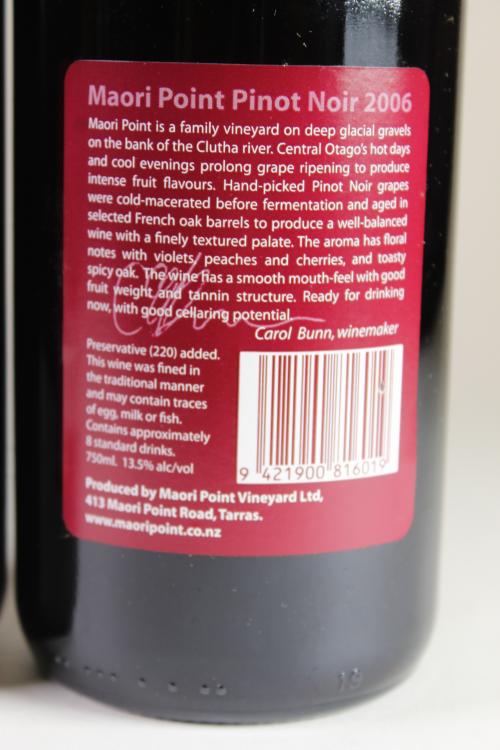 Maori Point Pinot Noir 2006
Maori Point is a family vineyard on deep glacial gravels
on the bank of the Clutha river. Central Otago's hot days
and cool evenings prolong grape ripening to produce
intense fruit flavours. Hand-picked Pinot Noir grapes
were cold-macerated before fermentation and aged in
selected French oak barrels to produce a well-balanced
wine with a finely textured palate. The aroma has floral
notes with violets, peaches and cherries, and toasty
spicy oak. The wine has a smooth mouth-feel with good
fruit weight and tannin structure. Ready for drinking
now, with good cellaring potential.
Carol Bunn, winemaker
Preservative (220) added.
This wine was fined in
the traditional manner
and may contain traces
of egg, milk or fish.
Contains approximately
8 standard drinks.
750ml. 13.5% alc/vol
9 421900 816019
Produced by Maori Point Vineyard Ltd,
413 Maori Point Road, Tarras.
www.maoripoint.co.nz